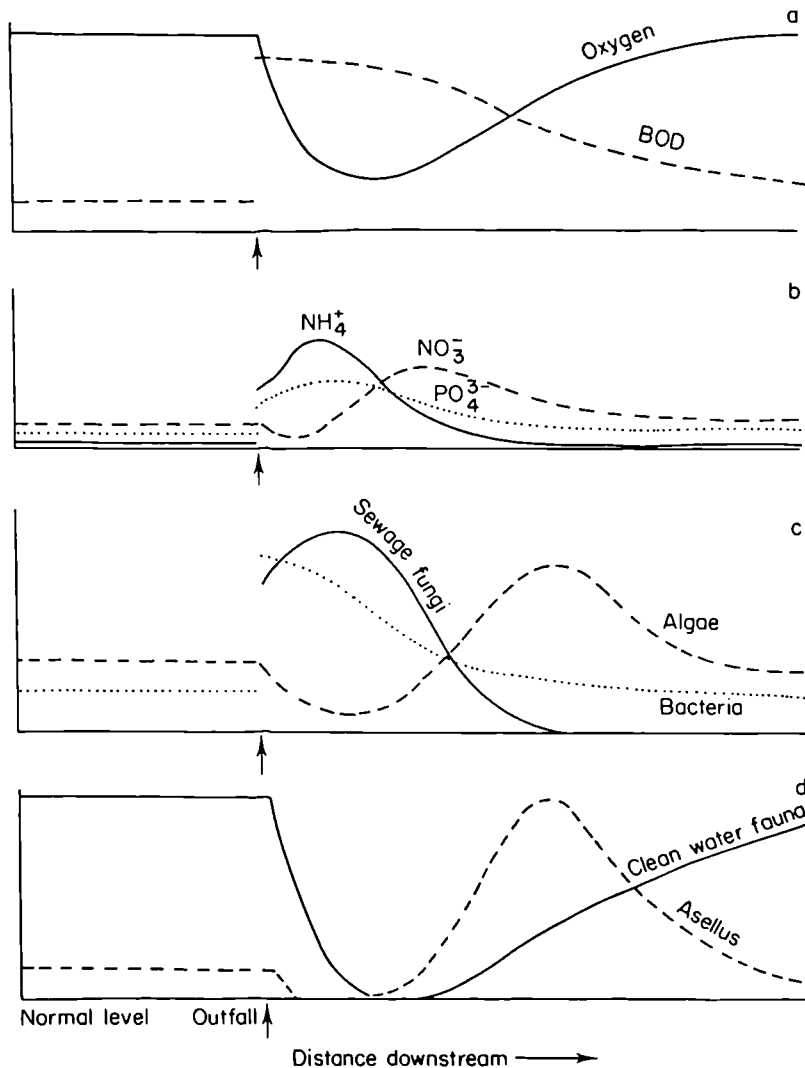 a
Oxygen
BOD
b
NH₄⁺
NO₃⁻
PO₄³⁻
c
Sewage fungi
Algae
Bacteria
d
Clean water fauna
Asellus
Normal level Outfall
Distance downstream